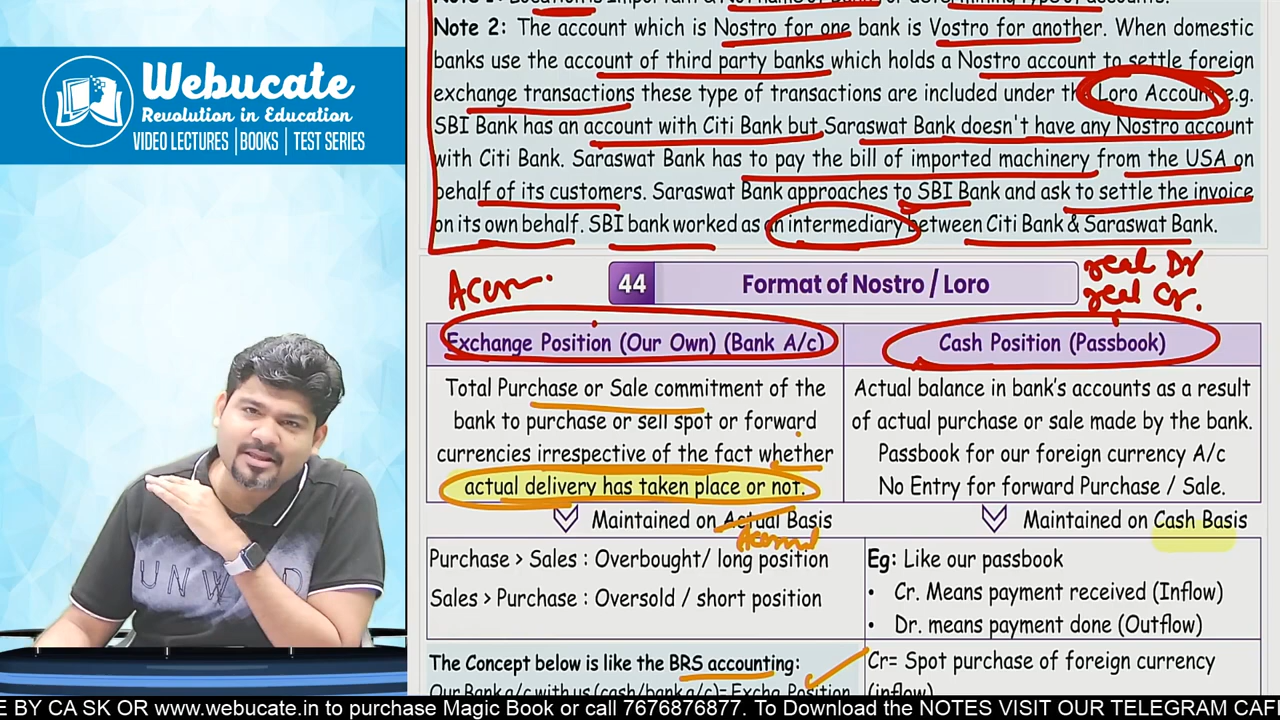 Webucate
Revolution in Education
VIDEO LECTURES | BOOKS | TEST SERIES
Note 2: The account which is Nostro for one bank is Vostro for another. When domestic
banks use the account of third party banks which holds a Nostro account to settle foreign
exchange transactions these type of transactions are included under the Loro Account e.g.
SBI Bank has an account with Citi Bank but Saraswat Bank doesn't have any Nostro account
with Citi Bank. Saraswat Bank has to pay the bill of imported machinery from the USA on
behalf of its customers. Saraswat Bank approaches to SBI Bank and ask to settle the invoice
on its own behalf. SBI bank worked as an intermediary between Citi Bank & Saraswat Bank.
real Dr
real Cr.
44 Format of Nostro / Loro
Exchange Position (Our Own) (Bank A/c)
Total Purchase or Sale commitment of the
bank to purchase or sell spot or forward
currencies irrespective of the fact whether
actual delivery has taken place or not.
Maintained on Actual Basis
Purchase > Sales : Overbought/ long position
Sales > Purchase : Oversold / short position
The Concept below is like the BRS accounting:
Our Bank a/c with us (cash/bank a/c)= Excha Position
Cash Position (Passbook)
Actual balance in bank's accounts as a result
of actual purchase or sale made by the bank.
Passbook for our foreign currency A/c
No Entry for forward Purchase / Sale.
Maintained on Cash Basis
Eg: Like our passbook
• Cr. Means payment received (Inflow)
• Dr. means payment done (Outflow)
Cr= Spot purchase of foreign currency
(inflow)
UNW D
E BY CA SK OR www.webucate.in to purchase Magic Book or call 7676876877. To Download the NOTES VISIT OUR TELEGRAM CAF